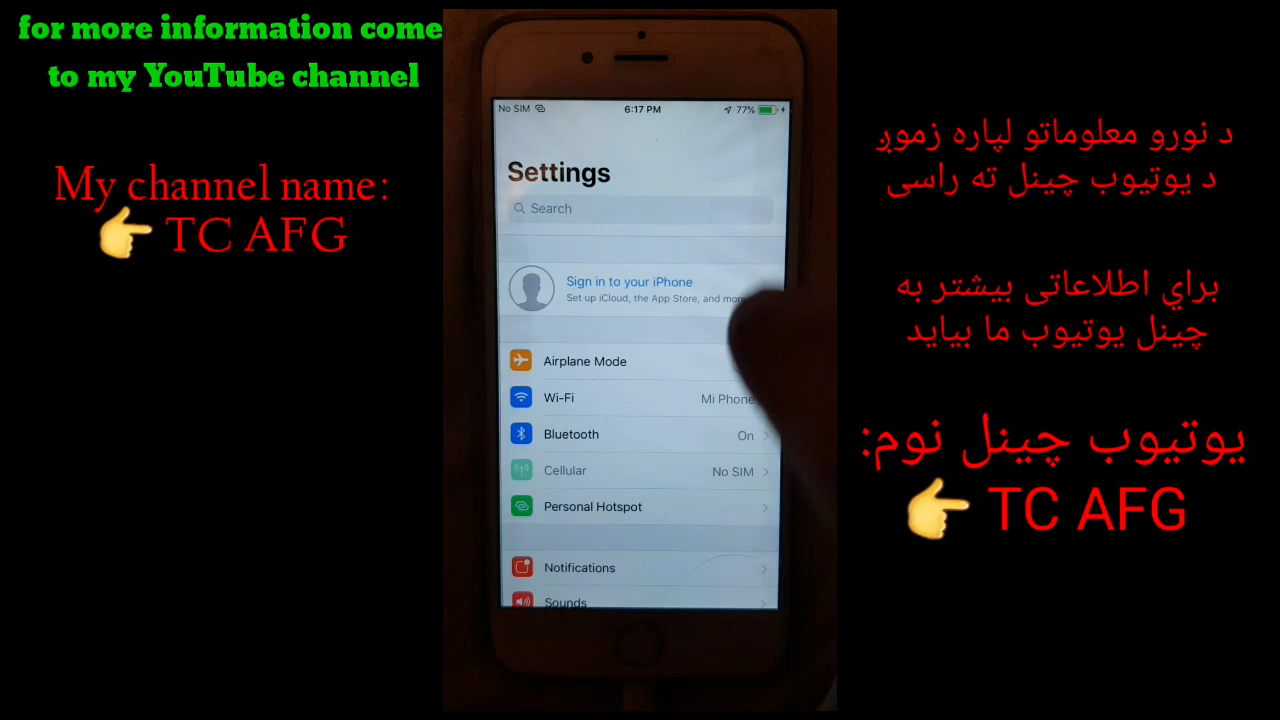 for more information come
to my YouTube channel
My channel name:
👉 TC AFG
No SIM
6:17 PM
77%
Settings
Search
Sign in to your iPhone
Set up iCloud, the App Store, and more
Airplane Mode
Wi-Fi
Mi Phone
Bluetooth
On
Cellular
No SIM
Personal Hotspot
Notifications
Sounds
د نورو معلوماتو لپاره زموږ
د یوټیوب چینل ته راسی
براي اطلاعاتی بیشتر به
چینل یوتیوب ما بیاید
یوتیوب چینل نوم:
👉 TC AFG